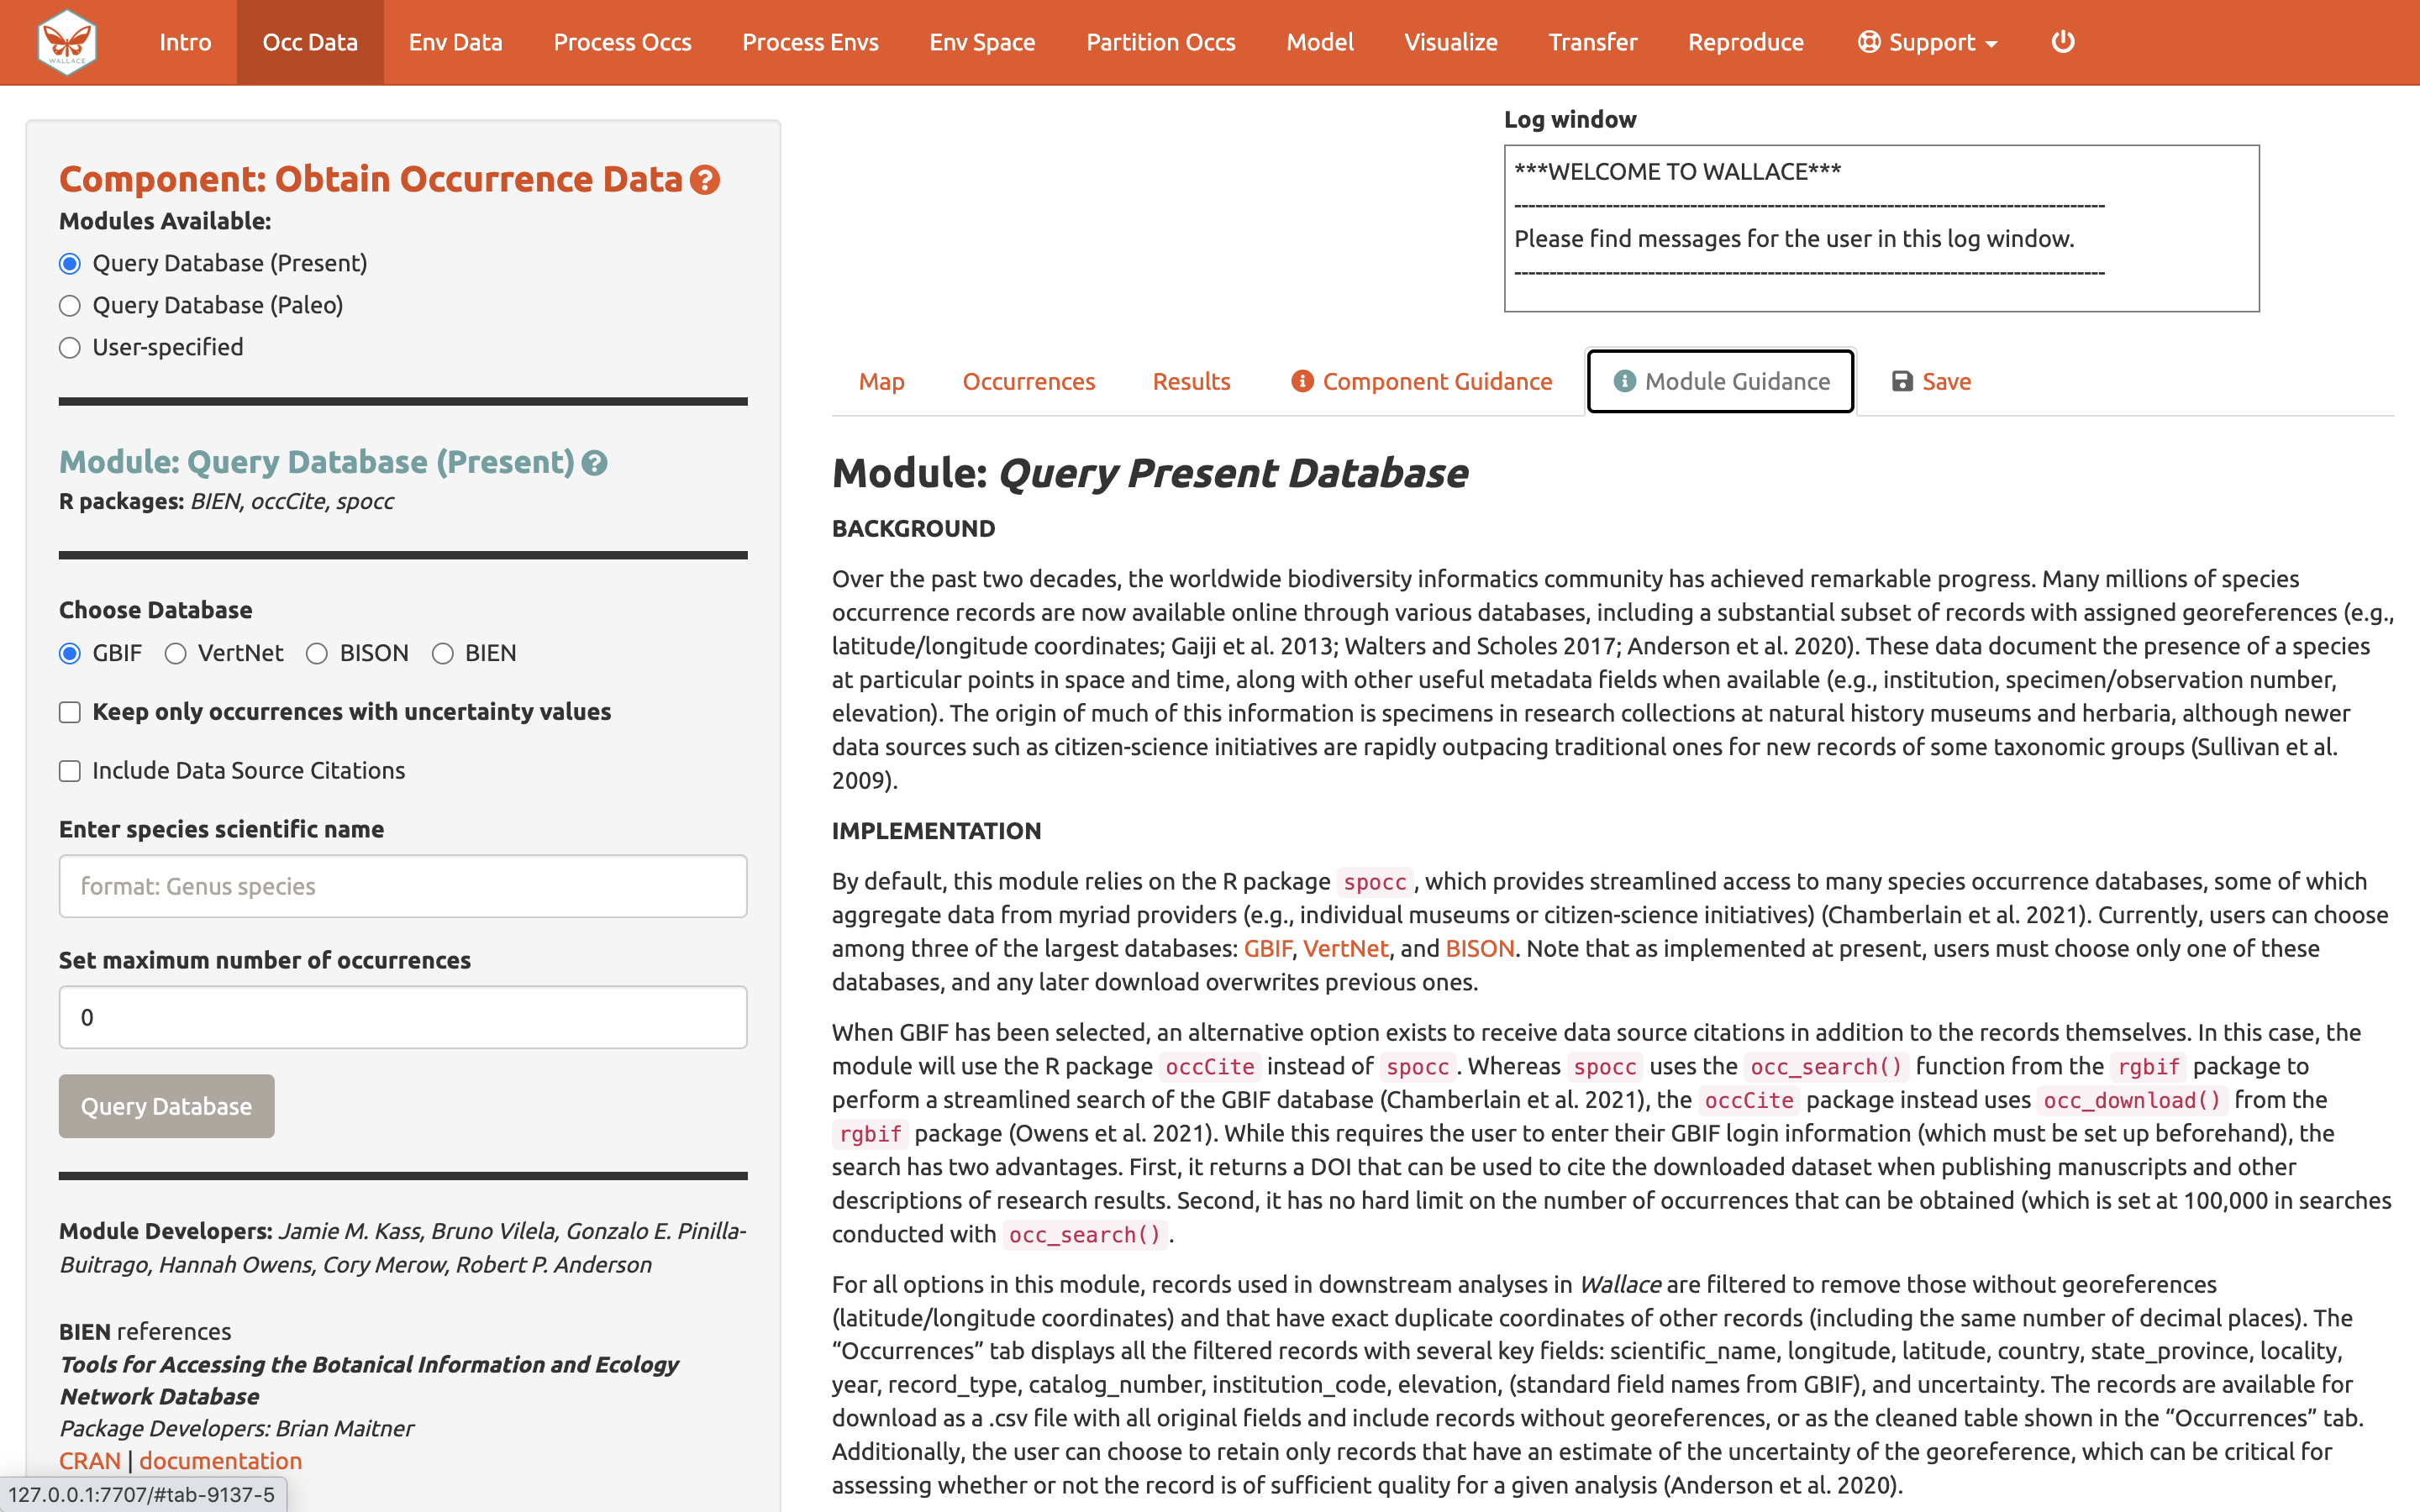 WALLACE
Intro
Occ Data
Env Data
Process Occs
Process Envs
Env Space
Partition Occs
Model
Visualize
Transfer
Reproduce
Support
Component: Obtain Occurrence Data
Modules Available:
Query Database (Present)
Query Database (Paleo)
User-specified
Module: Query Database (Present)
R packages: BIEN, occCite, spocc
Choose Database
GBIF VertNet BISON BIEN
Keep only occurrences with uncertainty values
Include Data Source Citations
Enter species scientific name
format: Genus species
Set maximum number of occurrences
0
Query Database
Module Developers: Jamie M. Kass, Bruno Vilela, Gonzalo E. Pinilla-
Buitrago, Hannah Owens, Cory Merow, Robert P. Anderson
BIEN references
Tools for Accessing the Botanical Information and Ecology
Network Database
Package Developers: Brian Maitner
CRAN | documentation
127.0.0.1:7707/#tab-9137-5
Log window
***WELCOME TO WALLACE***
Please find messages for the user in this log window.
Map
Occurrences
Results
Component Guidance
Module Guidance
Save
Module: Query Present Database
BACKGROUND
Over the past two decades, the worldwide biodiversity informatics community has achieved remarkable progress. Many millions of species
occurrence records are now available online through various databases, including a substantial subset of records with assigned georeferences (e.g.,
latitude/longitude coordinates; Gaiji et al. 2013; Walters and Scholes 2017; Anderson et al. 2020). These data document the presence of a species
at particular points in space and time, along with other useful metadata fields when available (e.g., institution, specimen/observation number,
elevation). The origin of much of this information is specimens in research collections at natural history museums and herbaria, although newer
data sources such as citizen-science initiatives are rapidly outpacing traditional ones for new records of some taxonomic groups (Sullivan et al.
2009).
IMPLEMENTATION
By default, this module relies on the R package spocc, which provides streamlined access to many species occurrence databases, some of which
aggregate data from myriad providers (e.g., individual museums or citizen-science initiatives) (Chamberlain et al. 2021). Currently, users can choose
among three of the largest databases: GBIF, VertNet, and BISON. Note that as implemented at present, users must choose only one of these
databases, and any later download overwrites previous ones.
When GBIF has been selected, an alternative option exists to receive data source citations in addition to the records themselves. In this case, the
module will use the R package occCite instead of spocc. Whereas spocc uses the occ_search() function from the rgbif package to
perform a streamlined search of the GBIF database (Chamberlain et al. 2021), the occCite package instead uses occ_download() from the
rgbif package (Owens et al. 2021). While this requires the user to enter their GBIF login information (which must be set up beforehand), the
search has two advantages. First, it returns a DOI that can be used to cite the downloaded dataset when publishing manuscripts and other
descriptions of research results. Second, it has no hard limit on the number of occurrences that can be obtained (which is set at 100,000 in searches
conducted with occ_search().
For all options in this module, records used in downstream analyses in Wallace are filtered to remove those without georeferences
(latitude/longitude coordinates) and that have exact duplicate coordinates of other records (including the same number of decimal places). The
“Occurrences” tab displays all the filtered records with several key fields: scientific_name, longitude, latitude, country, state_province, locality,
year, record_type, catalog_number, institution_code, elevation, (standard field names from GBIF), and uncertainty. The records are available for
download as a .csv file with all original fields and include records without georeferences, or as the cleaned table shown in the “Occurrences” tab.
Additionally, the user can choose to retain only records that have an estimate of the uncertainty of the georeference, which can be critical for
assessing whether or not the record is of sufficient quality for a given analysis (Anderson et al. 2020).